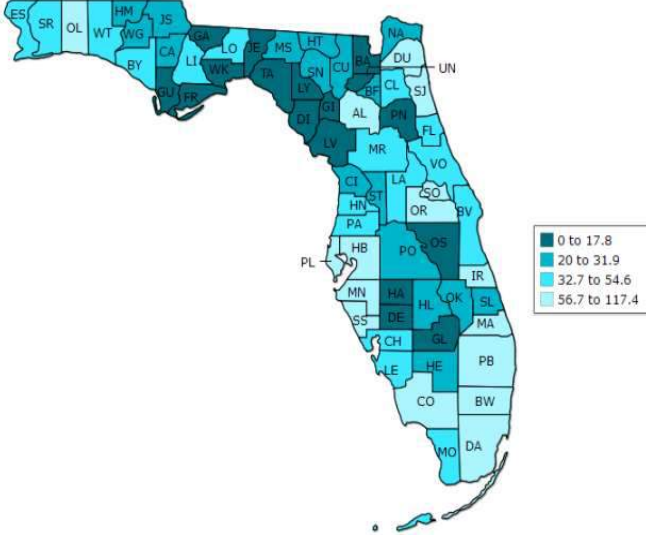 ES
SR
OL
WT
HM
JS
WG
BY
CA
LI
GU
FR
GA
WK
LO
JE
MS
HT
TA
SN
CU
LY
DI
GI
LV
BA
BF
NA
DU
UN
CL
SJ
AL
PN
FL
MR
VO
CI
ST
LA
SO
HN
OR
BV
PA
HB
PL
PO
OS
IR
MN
HA
HL
OK
SL
SS
DE
MA
CH
GL
LE
HE
PB
CO
BW
MO
DA
0 to 17.8
20 to 31.9
32.7 to 54.6
56.7 to 117.4